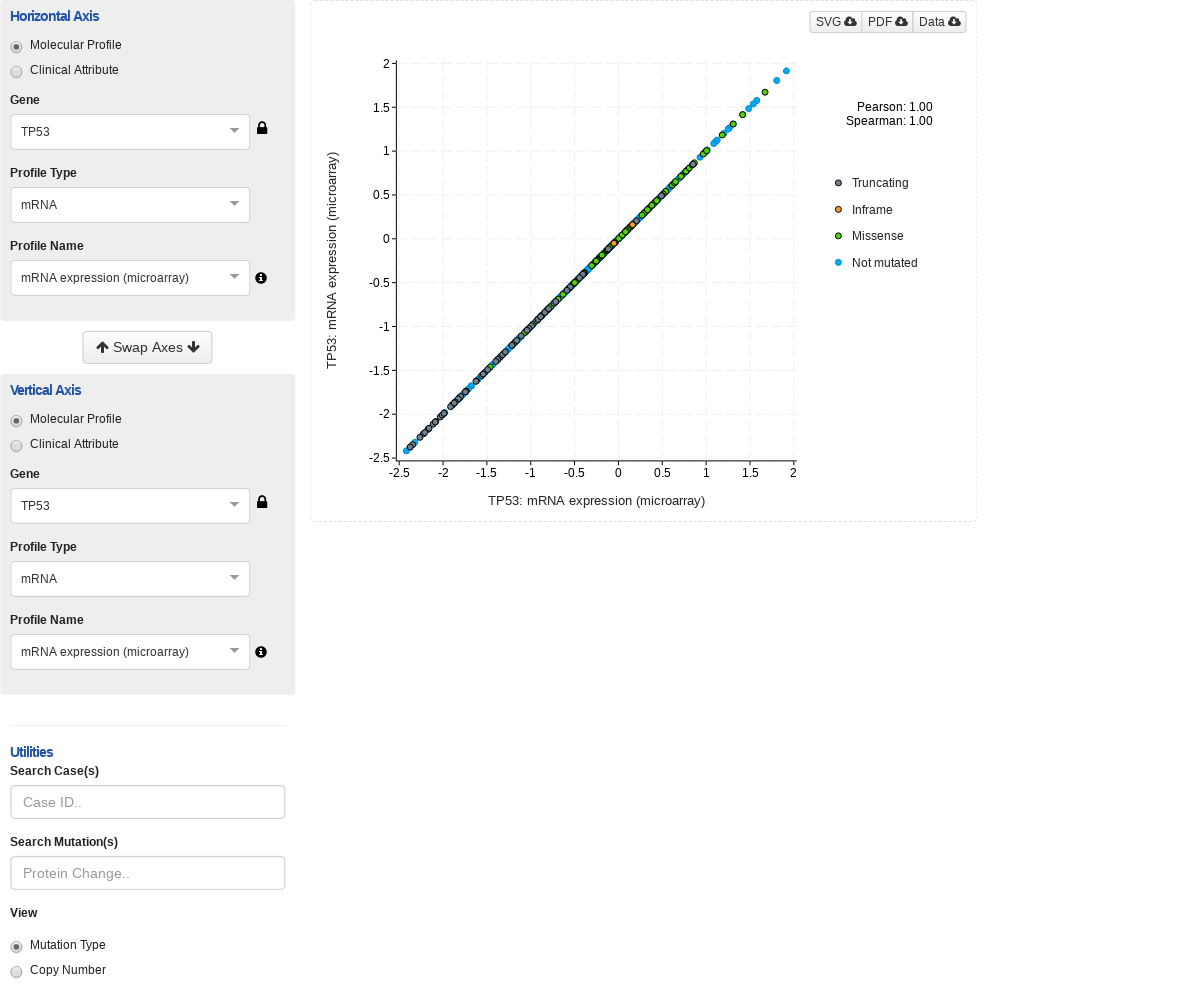 Horizontal Axis
Molecular Profile
Clinical Attribute
Gene
TP53
Profile Type
mRNA
Profile Name
mRNA expression (microarray)
Swap Axes
Vertical Axis
Molecular Profile
Clinical Attribute
Gene
TP53
Profile Type
mRNA
Profile Name
mRNA expression (microarray)
Utilities
Search Case(s)
Case ID..
Search Mutation(s)
Protein Change..
View
Mutation Type
Copy Number
SVG PDF Data
2
1.5
1
0.5
0
-0.5
-1
-1.5
-2
-2.5
TP53: mRNA expression (microarray)
-2.5 -2 -1.5 -1 -0.5 0 0.5 1 1.5 2
TP53: mRNA expression (microarray)
Pearson: 1.00
Spearman: 1.00
Truncating
Inframe
Missense
Not mutated